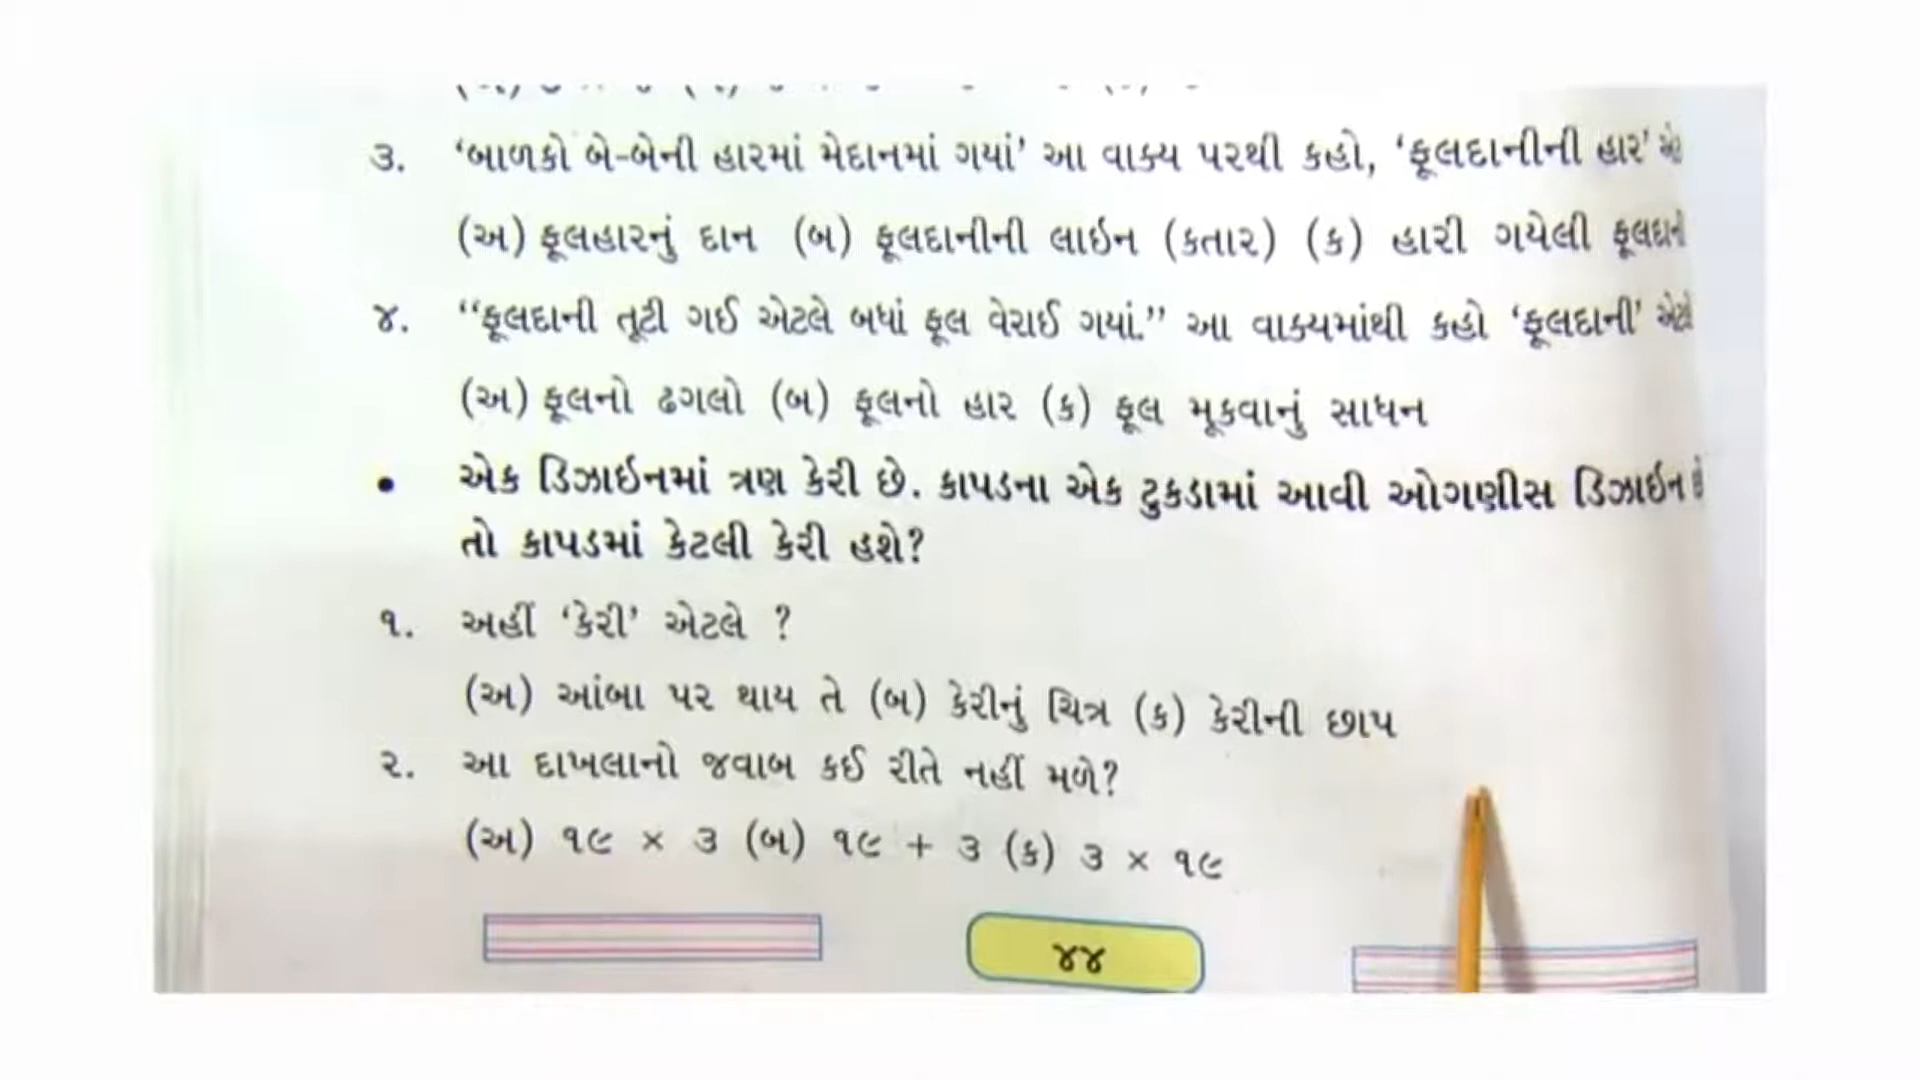 ૩. ‘બાળકો બે-બેની હારમાં મેદાનમાં ગયાં’ આ વાક્ય પરથી કહો, ‘ફૂલદાનીની હાર’
(અ) ફૂલહારનું દાન (બ) ફૂલદાનીની લાઇન (કતાર) (ક) હારી ગયેલી
૪. “ફૂલદાની તૂટી ગઈ એટલે બધાં ફૂલ વેરાઈ ગયાં.” આ વાક્યમાંથી કહો ‘ફૂલદાની’
(અ) ફૂલનો ઢગલો (બ) ફૂલનો હાર (ક) ફૂલ મૂકવાનું સાધન
• એક ડિઝાઇનમાં ત્રણ કેરી છે. કાપડના એક ટુકડામાં આવી ઓગણીસ ડિઝાઇન
તો કાપડમાં કેટલી કેરી હશે?
૧. અહીં ‘કેરી’ એટલે ?
(અ) આંબા પર થાય તે (બ) કેરીનું ચિત્ર (ક) કેરીની છાપ
૨. આ દાખલાનો જવાબ કઈ રીતે નહીં મળે?
(અ) ૧૯ × ૩ (બ) ૧૯ + ૩ (ક) ૩ × ૧૯
૪૪